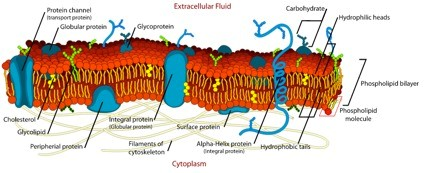 Extracellular Fluid
Carbohydrate
Hydrophilic heads
Protein channel
(transport protein)
Globular protein
Glycoprotein
Phospholipid bilayer
Phospholipid
molecule
Cholesterol
Glycolipid
Peripherial protein
Integral protein
(Globular protein)
Filaments of
cytoskeleton
Surface protein
Alpha-Helix protein
(Integral protein)
Hydrophobic tails
Cytoplasm